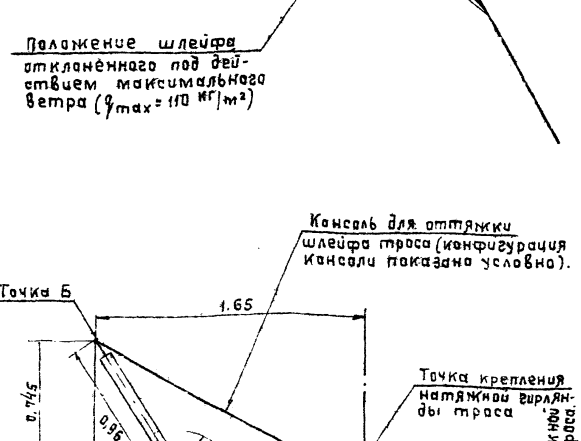 Положение шлейфа
отклонённого под дей-
ствием максимального
ветра (qmax = 110 кг/м²)
Консоль для оттяжки
шлейфа троса (конфигурация
консоли показана условно).
Точка Б
1.65
Точка крепления
натяжной гирлян-
ды троса
0.745
0.96